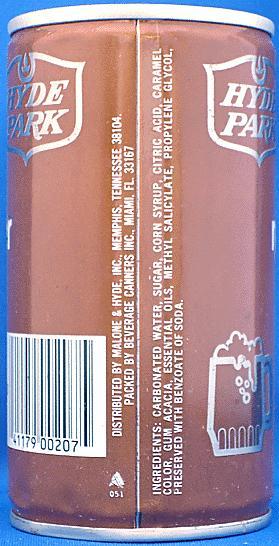 HYDE
PARK
HYDE
PARK
DISTRIBUTED BY MALONE & HYDE, INC., MEMPHIS, TENNESSEE 38104.
PACKED BY BEVERAGE CANNERS INC., MIAMI, FL. 33167
INGREDIENTS: CARBONATED WATER, SUGAR, CORN SYRUP, CITRIC ACID, CARAMEL
COLOR, GUM ACACIA, ESSENTIAL OILS, METHYL SALICYLATE, PROPYLENE GLYCOL,
PRESERVED WITH BENZOATE OF SODA.
41179 00207
051